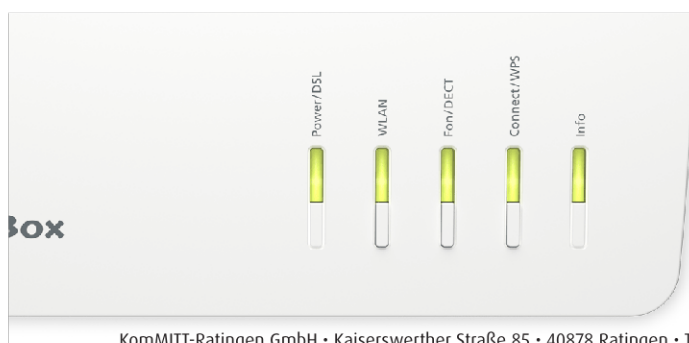 Power/DSL
WLAN
Fon/DECT
Connect/WPS
Info
Box
KomMITT-Ratingen GmbH • Kaiserswerther Straße 85 • 40878 Ratingen •